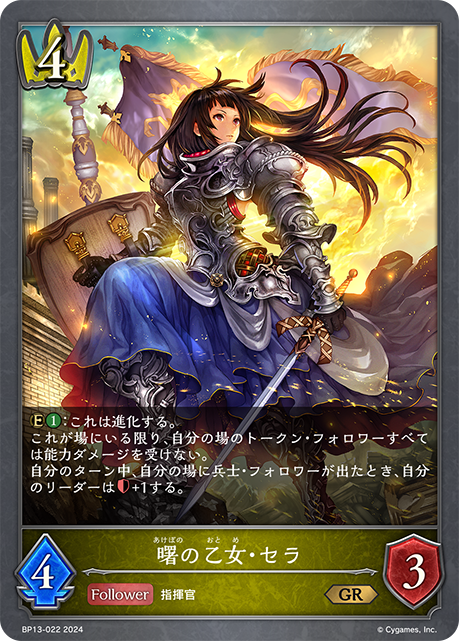 4
E 1：これは進化する。
これが場にいる限り、自分の場のトークン・フォロワーすべて
は能力ダメージを受けない。
自分のターン中、自分の場に兵士・フォロワーが出たとき、自分
のリーダーは+1する。
あけぼの おとめ
曙の乙女・セラ
4
Follower 指揮官
GR
3
BP13-022 2024
© Cygames, Inc.